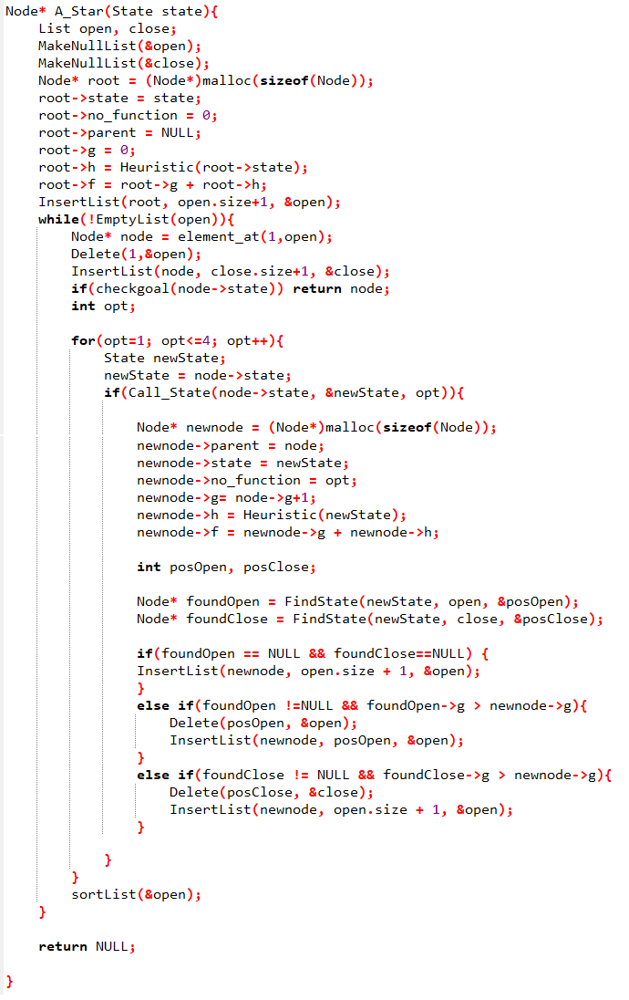 Node* A_Star(State state){
    List open, close;
    MakeNullList(&open);
    MakeNullList(&close);
    Node* root = (Node*)malloc(sizeof(Node));
    root->state = state;
    root->no_function = 0;
    root->parent = NULL;
    root->g = 0;
    root->h = Heuristic(root->state);
    root->f = root->g + root->h;
    InsertList(root, open.size+1, &open);
    while(!EmptyList(open)){
        Node* node = element_at(1,open);
        Delete(1,&open);
        InsertList(node, close.size+1, &close);
        if(checkgoal(node->state)) return node;
        int opt;

        for(opt=1; opt<=4; opt++){
            State newState;
            newState = node->state;
            if(Call_State(node->state, &newState, opt)){

                Node* newnode = (Node*)malloc(sizeof(Node));
                newnode->parent = node;
                newnode->state = newState;
                newnode->no_function = opt;
                newnode->g= node->g+1;
                newnode->h = Heuristic(newState);
                newnode->f = newnode->g + newnode->h;

                int posOpen, posClose;

                Node* foundOpen = FindState(newState, open, &posOpen);
                Node* foundClose = FindState(newState, close, &posClose);

                if(foundOpen == NULL && foundClose==NULL) {
                InsertList(newnode, open.size + 1, &open);
                }
                else if(foundOpen !=NULL && foundOpen->g > newnode->g){
                    Delete(posOpen, &open);
                    InsertList(newnode, posOpen, &open);
                }
                else if(foundClose != NULL && foundClose->g > newnode->g){
                    Delete(posClose, &close);
                    InsertList(newnode, open.size + 1, &open);
                }

            }
        }
        sortList(&open);
    }

    return NULL;

}